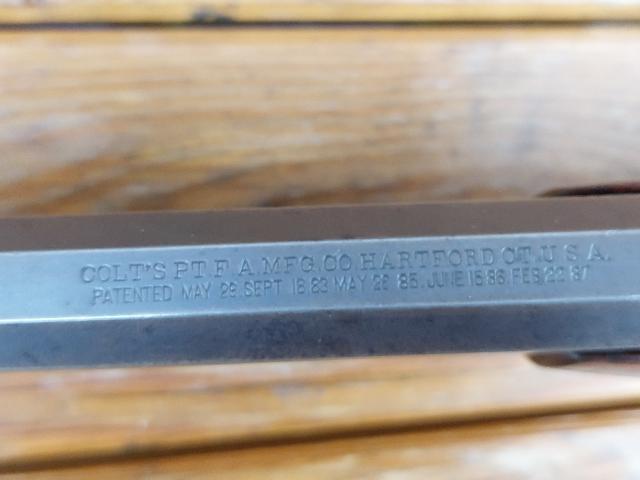 COLT'S PT. F. A. MFG. CO HARTFORD CT. U.S.A.
PATENTED MAY 29. SEPT 18 83 MAY 26 85. JUNE 15 86. FEB. 22 87